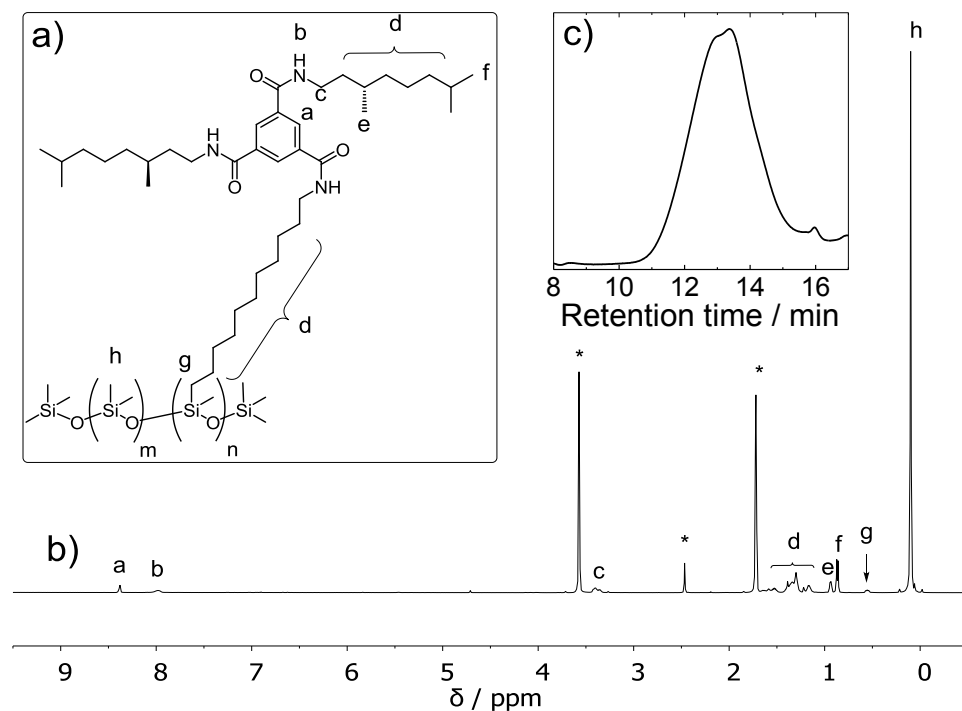 a)
b
d
H
N
O
f
c
a
e
H
N
O
O
N
H
O
O
NH
d
h
g
Si
O
Si
O
Si
O
Si
m
n
c)
8 10 12 14 16
Retention time / min
h
*
*
b)
a
b
c
*
d
e
f
g
9 8 7 6 5 4 3 2 1 0
δ / ppm